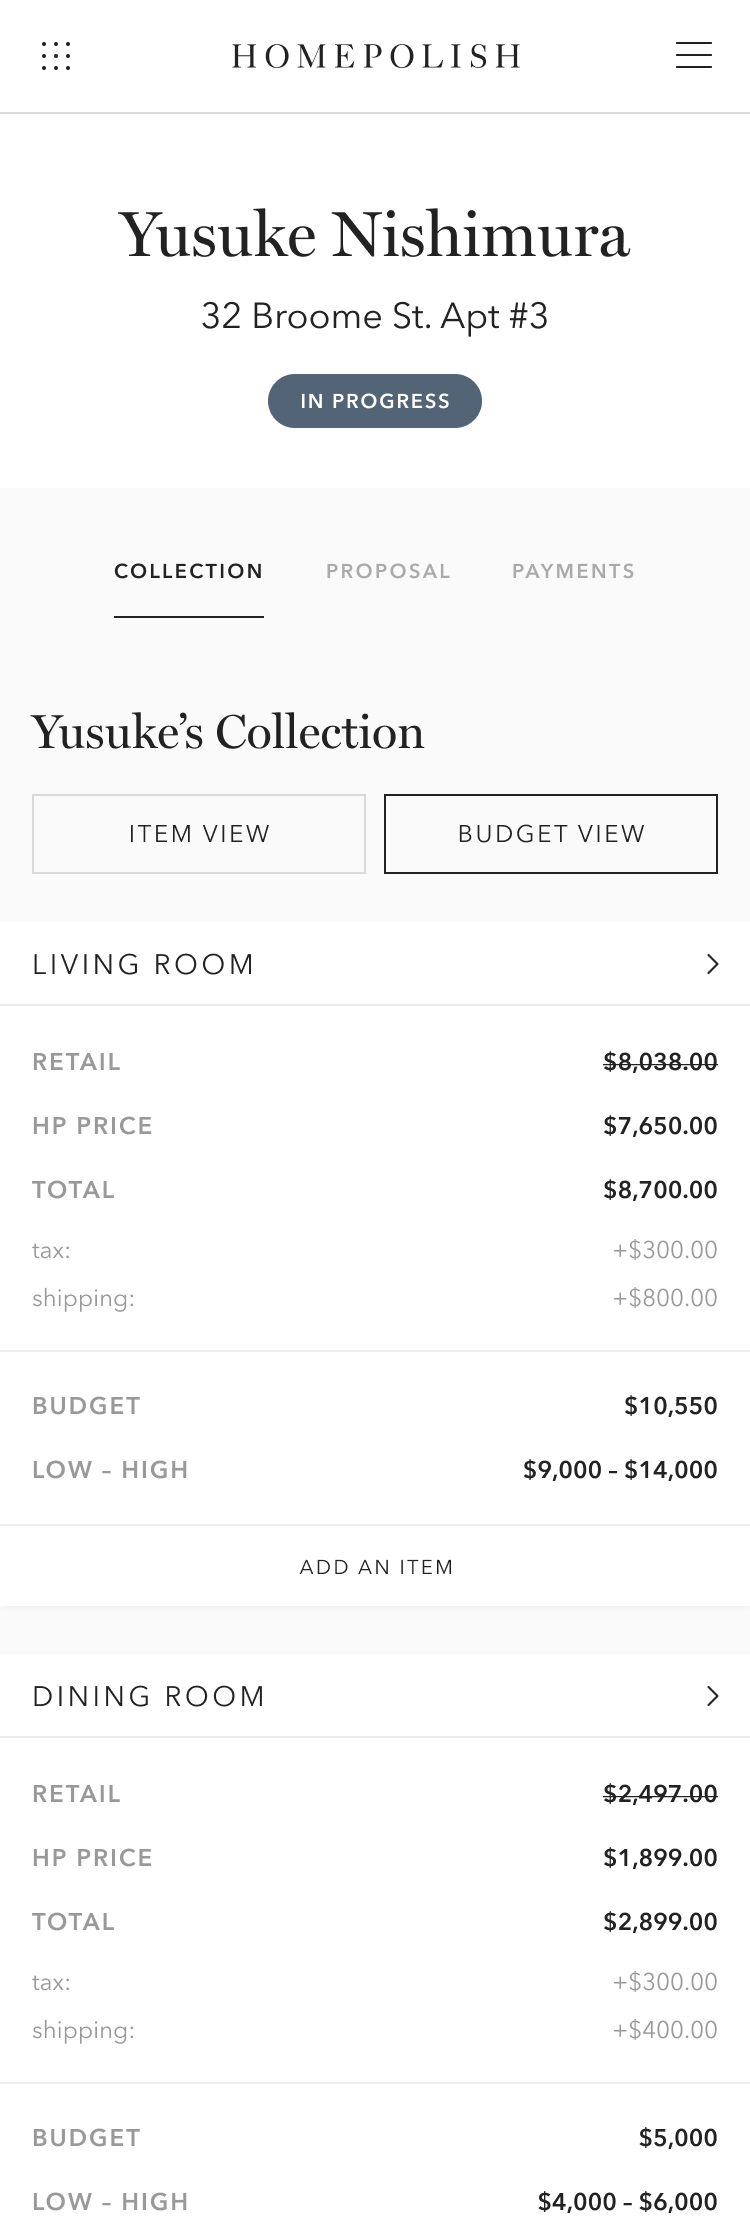 HOMEPOLISH
Yusuke Nishimura
32 Broome St. Apt #3
IN PROGRESS
COLLECTION PROPOSAL PAYMENTS
Yusuke’s Collection
ITEM VIEW BUDGET VIEW
LIVING ROOM
RETAIL $8,038.00
HP PRICE $7,650.00
TOTAL $8,700.00
tax: +$300.00
shipping: +$800.00
BUDGET $10,550
LOW – HIGH $9,000 – $14,000
ADD AN ITEM
DINING ROOM
RETAIL $2,497.00
HP PRICE $1,899.00
TOTAL $2,899.00
tax: +$300.00
shipping: +$400.00
BUDGET $5,000
LOW – HIGH $4,000 – $6,000